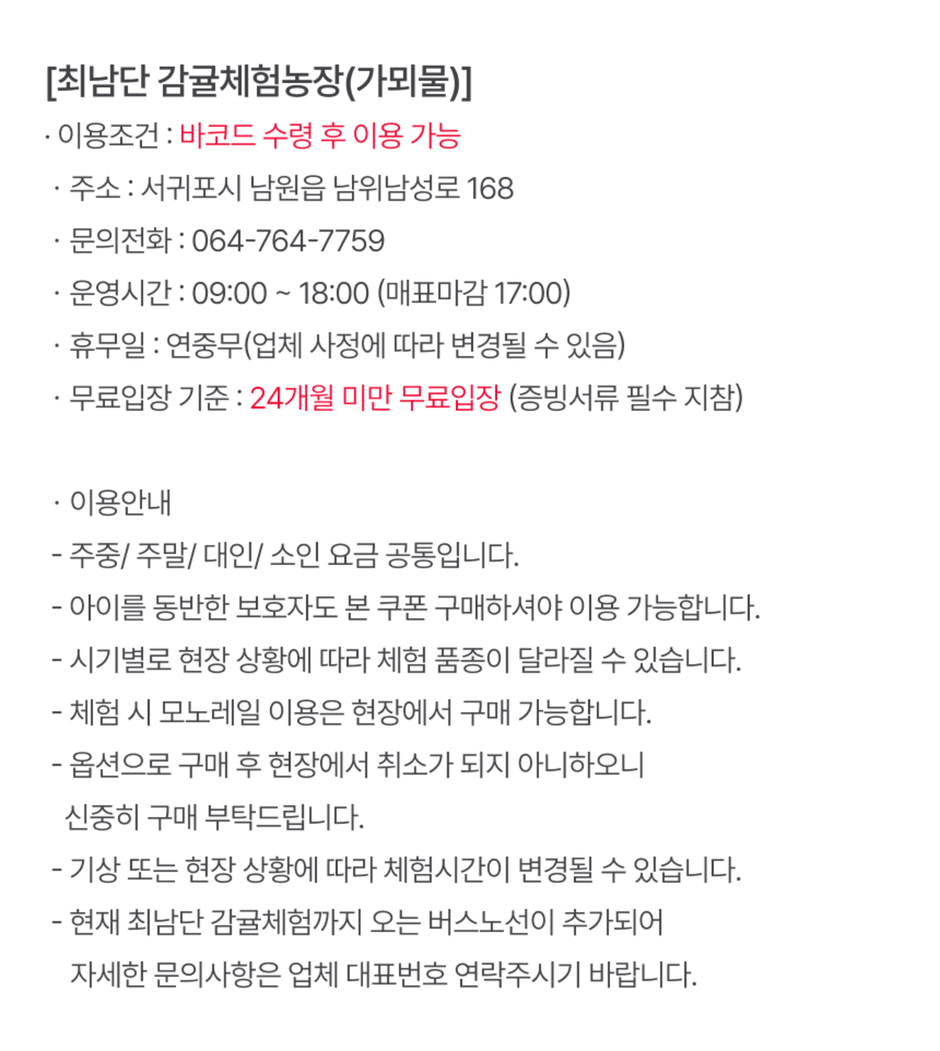 [최남단 감귤체험농장(가뫼물)]
· 이용조건 : 바코드 수령 후 이용 가능
· 주소 : 서귀포시 남원읍 남위남성로 168
· 문의전화 : 064-764-7759
· 운영시간 : 09:00 ~ 18:00 (매표마감 17:00)
· 휴무일 : 연중무(업체 사정에 따라 변경될 수 있음)
· 무료입장 기준 : 24개월 미만 무료입장 (증빙서류 필수 지참)
· 이용안내
- 주중/ 주말/ 대인/ 소인 요금 공통입니다.
- 아이를 동반한 보호자도 본 쿠폰 구매하셔야 이용 가능합니다.
- 시기별로 현장 상황에 따라 체험 품종이 달라질 수 있습니다.
- 체험 시 모노레일 이용은 현장에서 구매 가능합니다.
- 옵션으로 구매 후 현장에서 취소가 되지 아니하오니
신중히 구매 부탁드립니다.
- 기상 또는 현장 상황에 따라 체험시간이 변경될 수 있습니다.
- 현재 최남단 감귤체험까지 오는 버스노선이 추가되어
자세한 문의사항은 업체 대표번호 연락주시기 바랍니다.